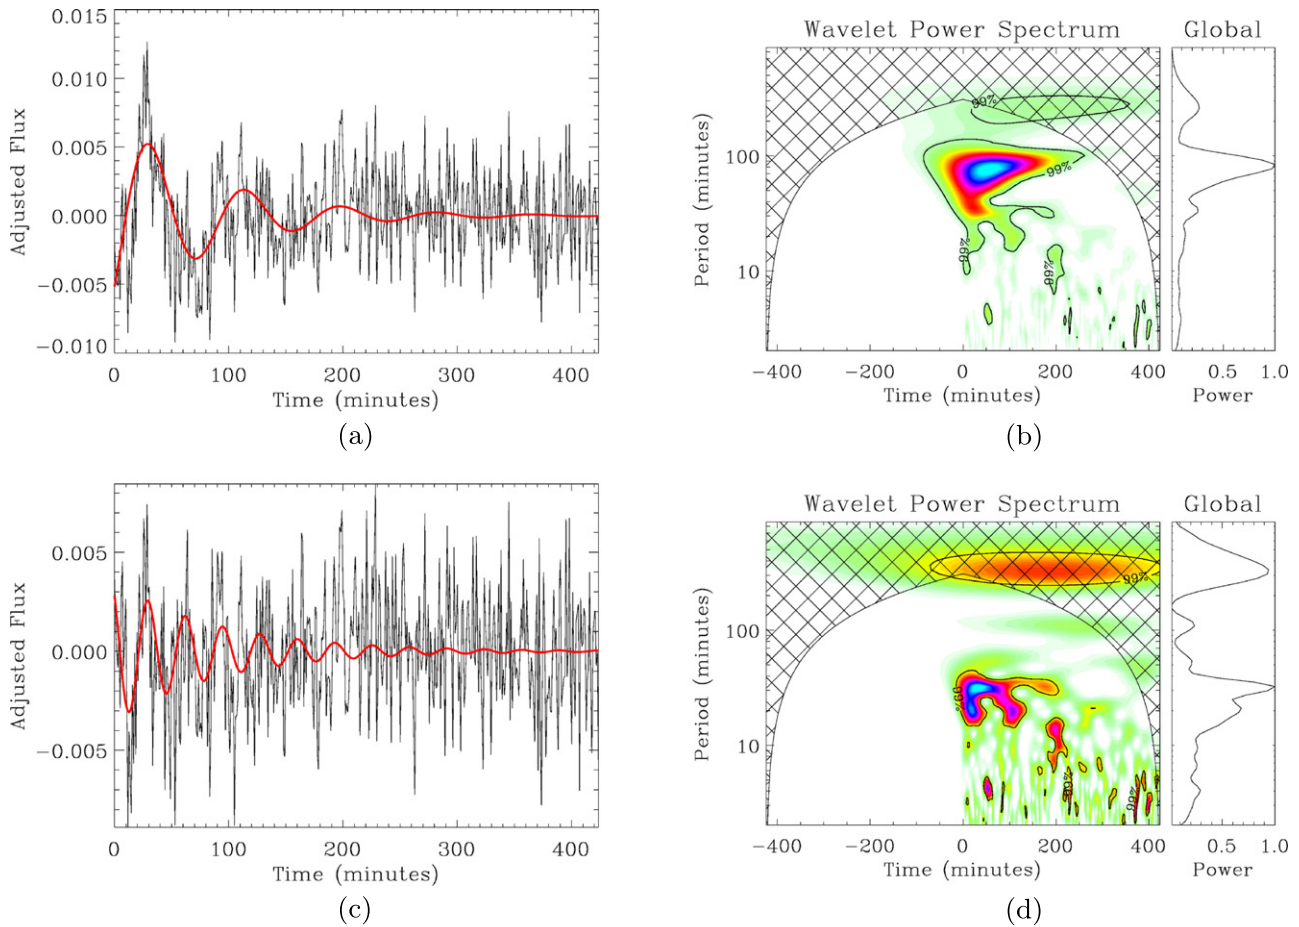 0.015
0.010
0.005
0.000
−0.005
−0.010
Adjusted Flux
0 100 200 300 400
Time (minutes)
(a)
Wavelet Power Spectrum Global
99%
99%
99%
99%
100
10
Period (minutes)
−400 −200 0 200 400
Time (minutes)
0.5 1.0
Power
(b)
0.005
0.000
−0.005
Adjusted Flux
0 100 200 300 400
Time (minutes)
(c)
Wavelet Power Spectrum Global
99%
99%
99%
99%
100
10
Period (minutes)
−400 −200 0 200 400
Time (minutes)
0.5 1.0
Power
(d)